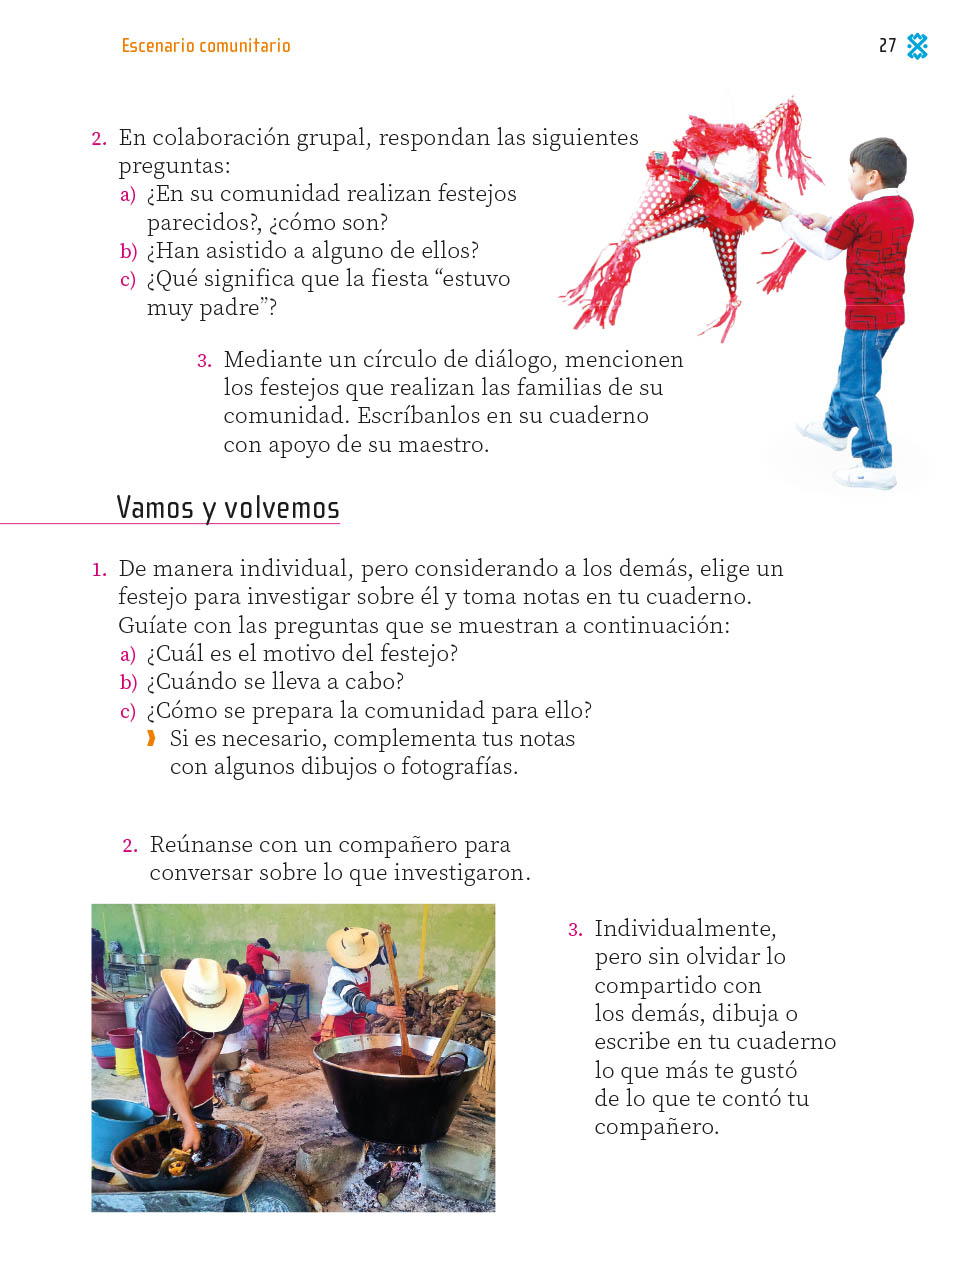 Escenario comunitario
27
2. En colaboración grupal, respondan las siguientes
preguntas:
a) ¿En su comunidad realizan festejos
parecidos?, ¿cómo son?
b) ¿Han asistido a alguno de ellos?
c) ¿Qué significa que la fiesta “estuvo
muy padre”?
3. Mediante un círculo de diálogo, mencionen
los festejos que realizan las familias de su
comunidad. Escríbanlos en su cuaderno
con apoyo de su maestro.
Vamos y volvemos
1. De manera individual, pero considerando a los demás, elige un
festejo para investigar sobre él y toma notas en tu cuaderno.
Guíate con las preguntas que se muestran a continuación:
a) ¿Cuál es el motivo del festejo?
b) ¿Cuándo se lleva a cabo?
c) ¿Cómo se prepara la comunidad para ello?
Si es necesario, complementa tus notas
con algunos dibujos o fotografías.
2. Reúnanse con un compañero para
conversar sobre lo que investigaron.
3. Individualmente,
pero sin olvidar lo
compartido con
los demás, dibuja o
escribe en tu cuaderno
lo que más te gustó
de lo que te contó tu
compañero.